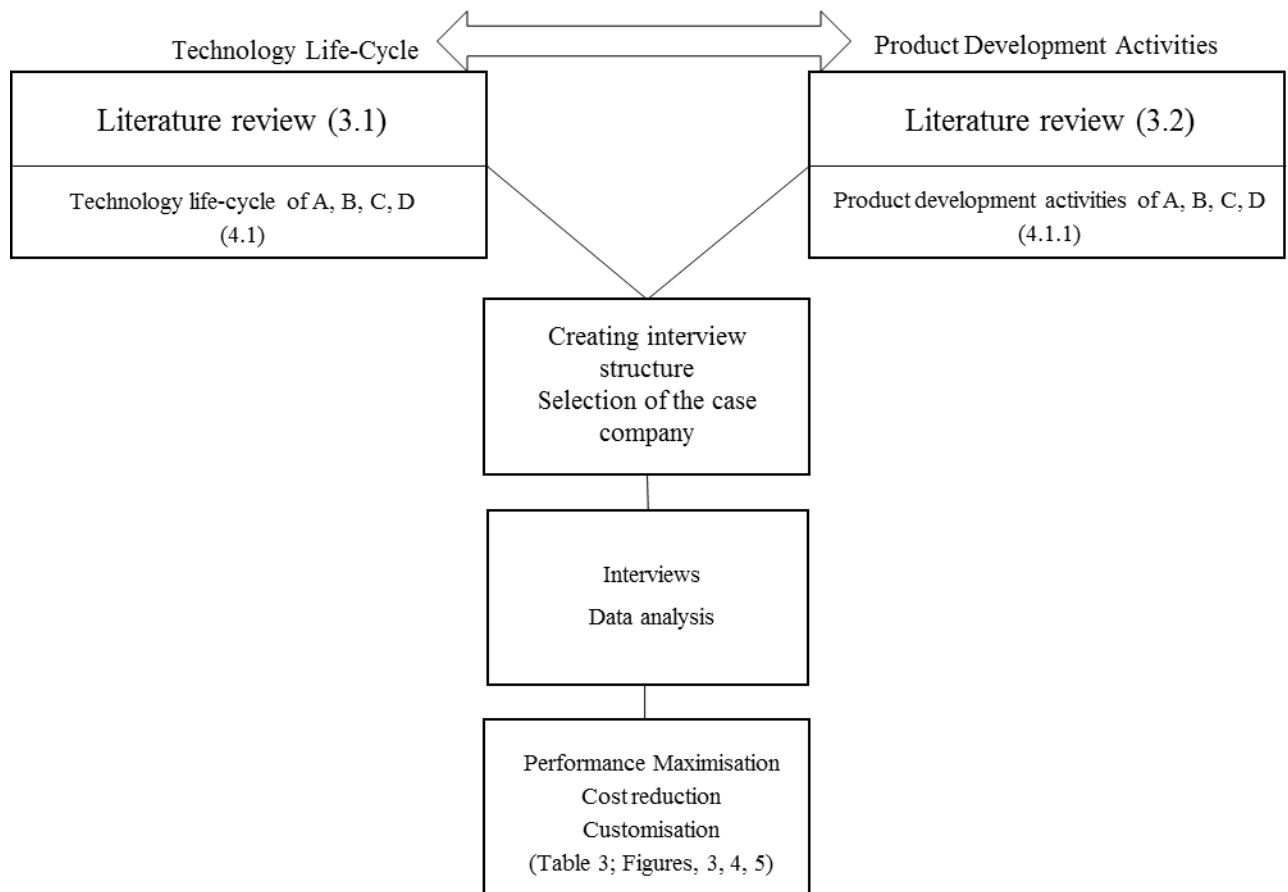 Technology Life-Cycle
Product Development Activities
Literature review (3.1)
Technology life-cycle of A, B, C, D
(4.1)
Literature review (3.2)
Product development activities of A, B, C, D
(4.1.1)
Creating interview
structure
Selection of the case
company
Interviews
Data analysis
Performance Maximisation
Cost reduction
Customisation
(Table 3; Figures, 3, 4, 5)